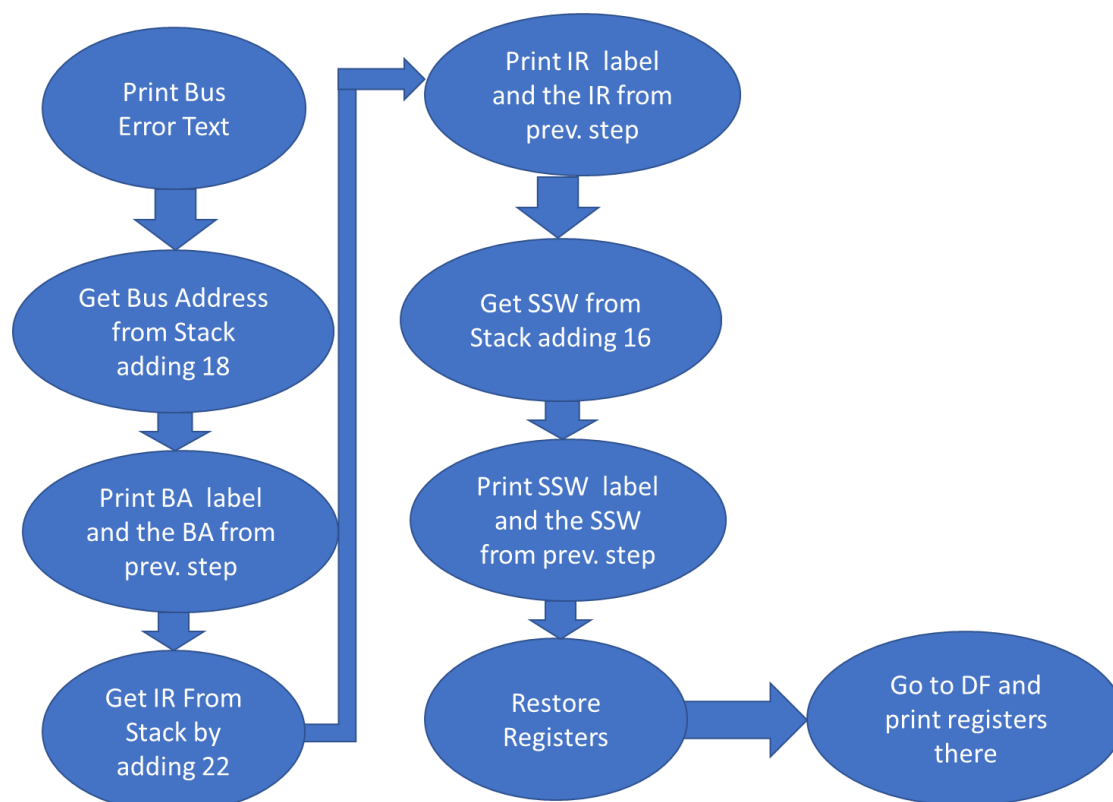 Print Bus
Error Text
Get Bus Address
from Stack
adding 18
Print BA label
and the BA from
prev. step
Get IR From
Stack by
adding 22
Print IR label
and the IR from
prev. step
Get SSW from
Stack adding 16
Print SSW label
and the SSW
from prev. step
Restore
Registers
Go to DF and
print registers
there